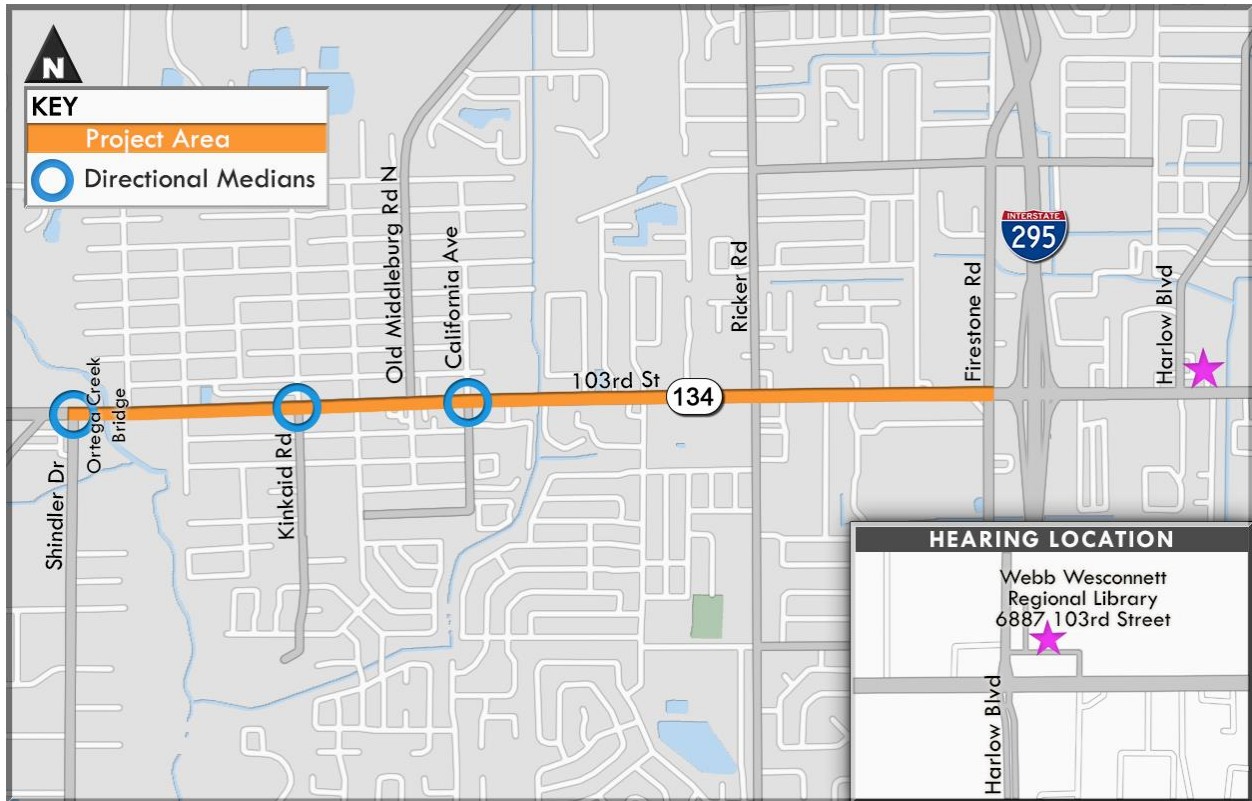 N
KEY
Project Area
Directional Medians
Old Middleburg Rd N
California Ave
Ricker Rd
Firestone Rd
INTERSTATE
295
Harlow Blvd
103rd St
134
Ortega Creek
Bridge
Shindler Dr
Kinkaid Rd
HEARING LOCATION
Webb Wesconnett
Regional Library
6887 103rd Street
Harlow Blvd